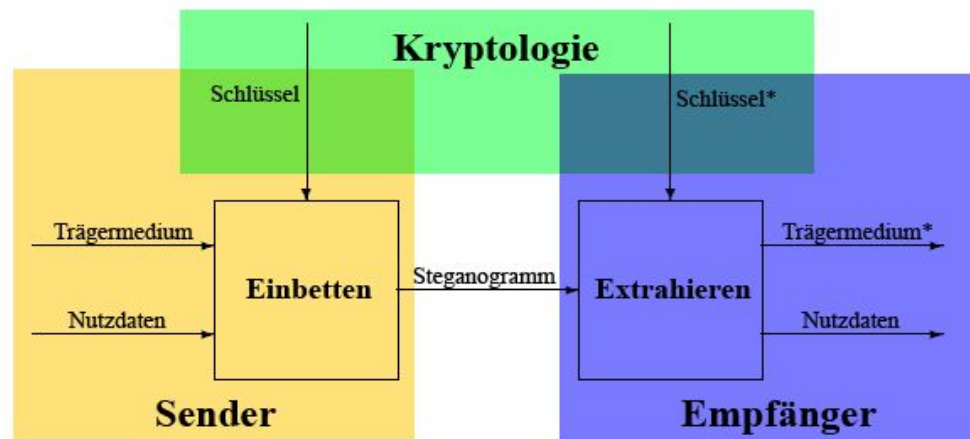 Kryptologie
Schlüssel
Schlüssel*
Trägermedium
Trägermedium*
Einbetten
Steganogramm
Extrahieren
Nutzdaten
Nutzdaten
Sender
Empfänger